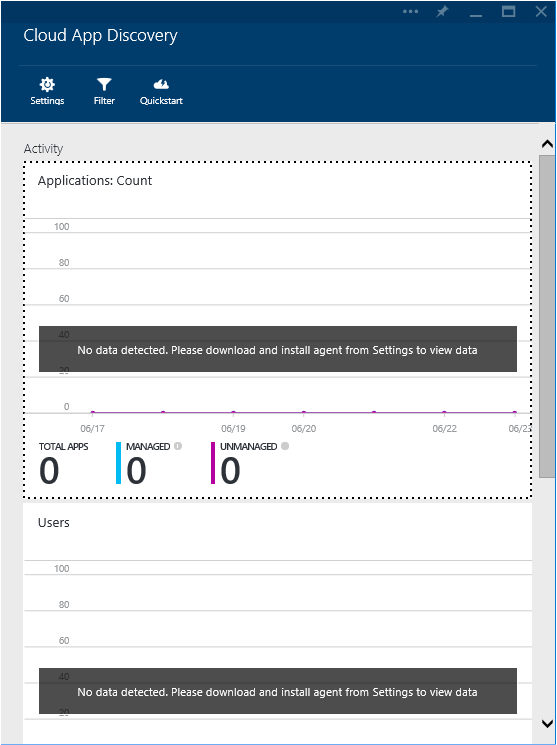 Cloud App Discovery
Settings Filter Quickstart
Activity
Applications: Count
100
80
60
40
No data detected. Please download and install agent from Settings to view data
20
0
06/17 06/19 06/20 06/22 06/23
TOTAL APPS MANAGED UNMANAGED
0 0 0
Users
100
80
60
40
No data detected. Please download and install agent from Settings to view data
20